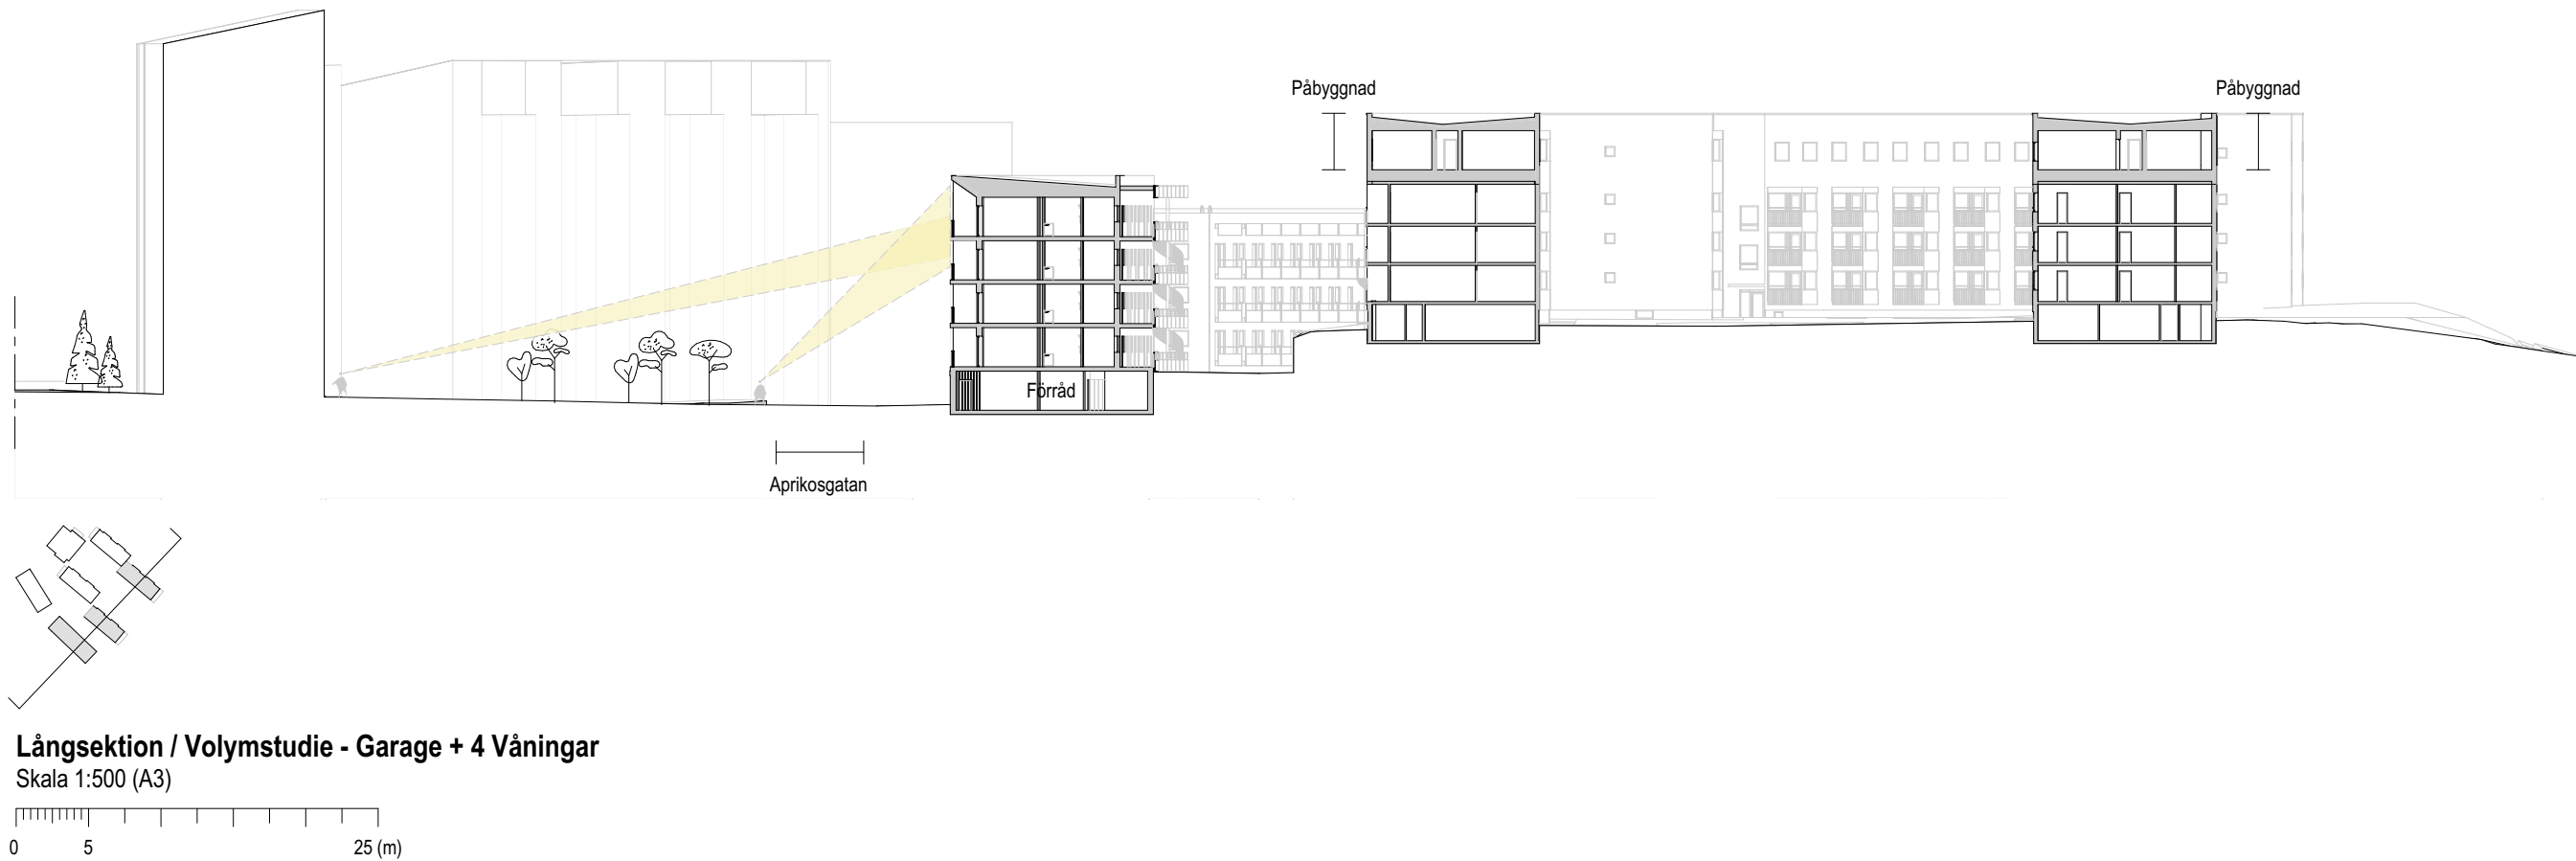 Påbyggnad
Påbyggnad
Förråd
Aprikosgatan
Långsektion / Volymstudie - Garage + 4 Våningar
Skala 1:500 (A3)
0 5 25 (m)